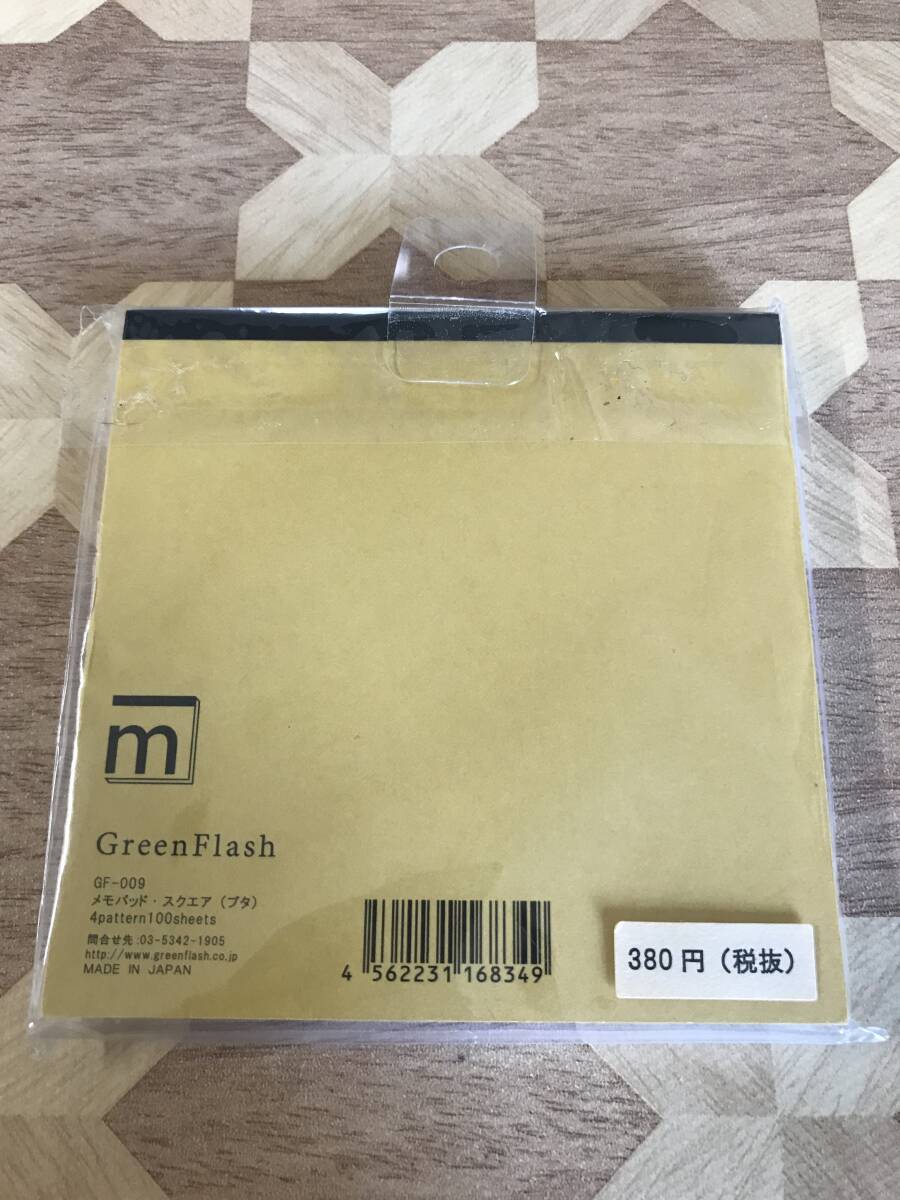 m
GreenFlash
GF-009
メモパッド・スクエア（ブタ）
4pattern100sheets
問合せ先:03-5342-1905
http://www.greenflash.co.jp
MADE IN JAPAN
4 562231 168349
380円（税抜）